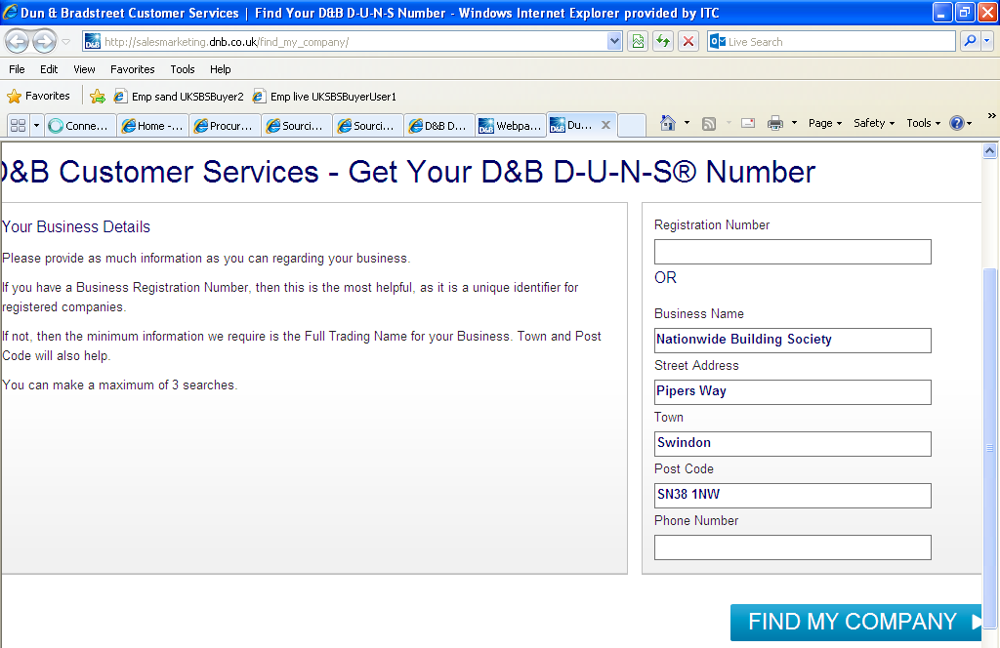 Dun & Bradstreet Customer Services | Find Your D&B D-U-N-S Number - Windows Internet Explorer provided by ITC
http://salesmarketing.dnb.co.uk/find_my_company/
Live Search
File Edit View Favorites Tools Help
Favorites Emp sand UKSBSBuyer2 Emp live UKSBSBuyerUser1
Conne... Home -... Procur... Sourci... Sourci... D&B D... Webpa... Du... X Page Safety Tools »
D&B Customer Services - Get Your D&B D-U-N-S® Number
Your Business Details
Please provide as much information as you can regarding your business.
If you have a Business Registration Number, then this is the most helpful, as it is a unique identifier for
registered companies.
If not, then the minimum information we require is the Full Trading Name for your Business. Town and Post
Code will also help.
You can make a maximum of 3 searches.
Registration Number
OR
Business Name
Nationwide Building Society
Street Address
Pipers Way
Town
Swindon
Post Code
SN38 1NW
Phone Number
FIND MY COMPANY